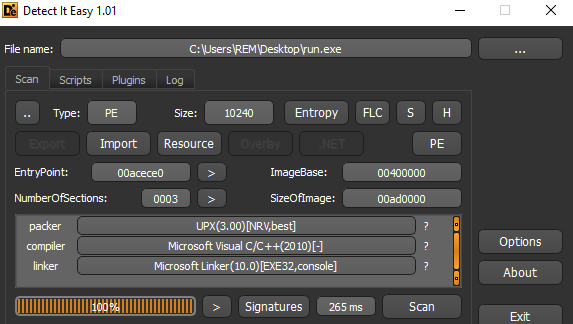 Detect It Easy 1.01
File name: C:\Users\REM\Desktop\run.exe ...
Scan Scripts Plugins Log
.. Type: PE Size: 10240 Entropy FLC S H
Export Import Resource Overlay .NET PE
EntryPoint: 00acece0 > ImageBase: 00400000
NumberOfSections: 0003 > SizeOfImage: 00ad0000
packer UPX(3.00)[NRV,best] ?
compiler Microsoft Visual C/C++(2010)[-] ?
linker Microsoft Linker(10.0)[EXE32,console] ?
Options
About
100% > Signatures 265 ms Scan
Exit